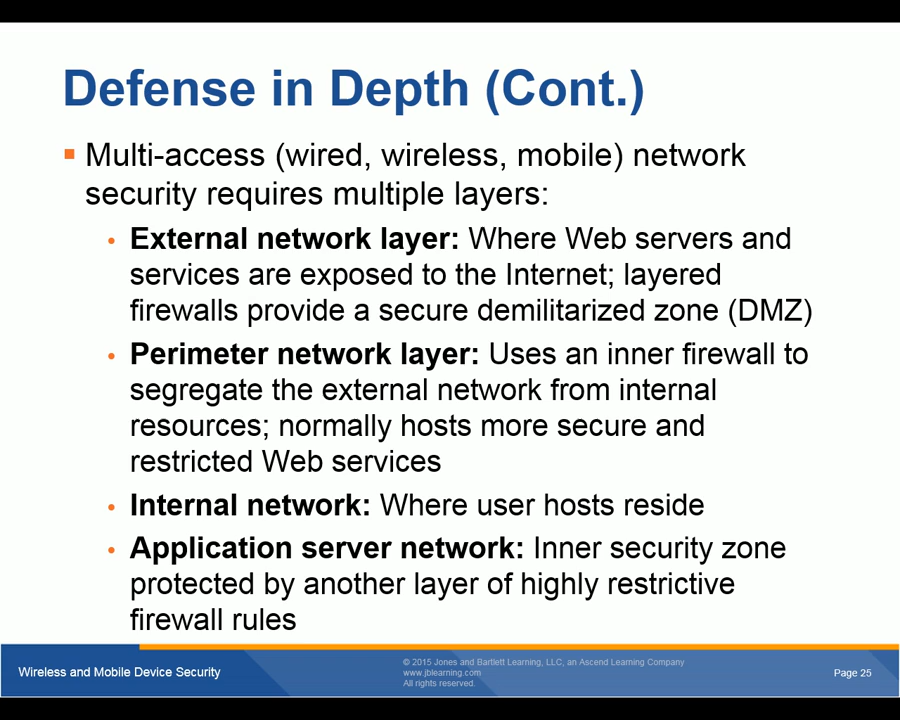 Defense in Depth (Cont.)
Multi-access (wired, wireless, mobile) network
security requires multiple layers:
External network layer: Where Web servers and
services are exposed to the Internet; layered
firewalls provide a secure demilitarized zone (DMZ)
Perimeter network layer: Uses an inner firewall to
segregate the external network from internal
resources; normally hosts more secure and
restricted Web services
Internal network: Where user hosts reside
Application server network: Inner security zone
protected by another layer of highly restrictive
firewall rules
Wireless and Mobile Device Security
© 2015 Jones and Bartlett Learning, LLC, an Ascend Learning Company
www.jblearning.com
All rights reserved.
Page 25